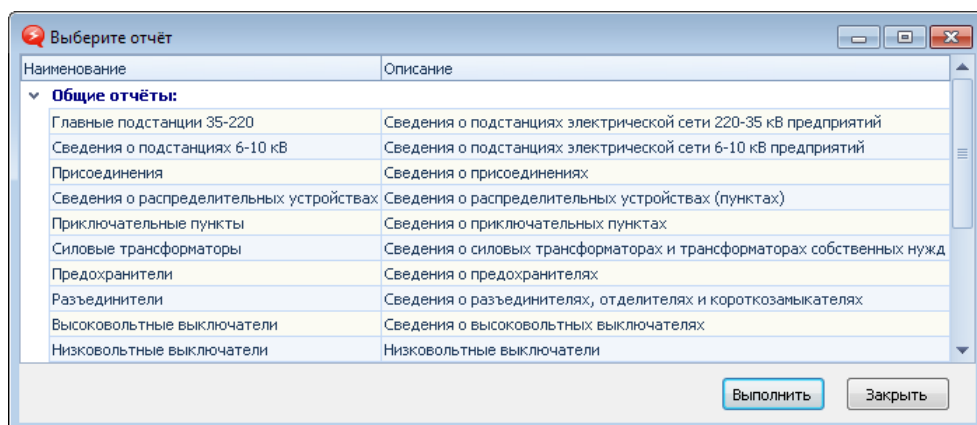 Выберите отчёт
Наименование Описание
Общие отчёты:
Главные подстанции 35-220 Сведения о подстанциях электрической сети 220-35 кВ предприятий
Сведения о подстанциях 6-10 кВ Сведения о подстанциях электрической сети 6-10 кВ предприятий
Присоединения Сведения о присоединениях
Сведения о распределительных устройствах Сведения о распределительных устройствах (пунктах)
Приключательные пункты Сведения о приключательных пунктах
Силовые трансформаторы Сведения о силовых трансформаторах и трансформаторах собственных нужд
Предохранители Сведения о предохранителях
Разъединители Сведения о разъединителях, отделителях и короткозамыкателях
Высоковольтные выключатели Сведения о высоковольтных выключателях
Низковольтные выключатели Низковольтные выключатели
Выполнить Закрыть